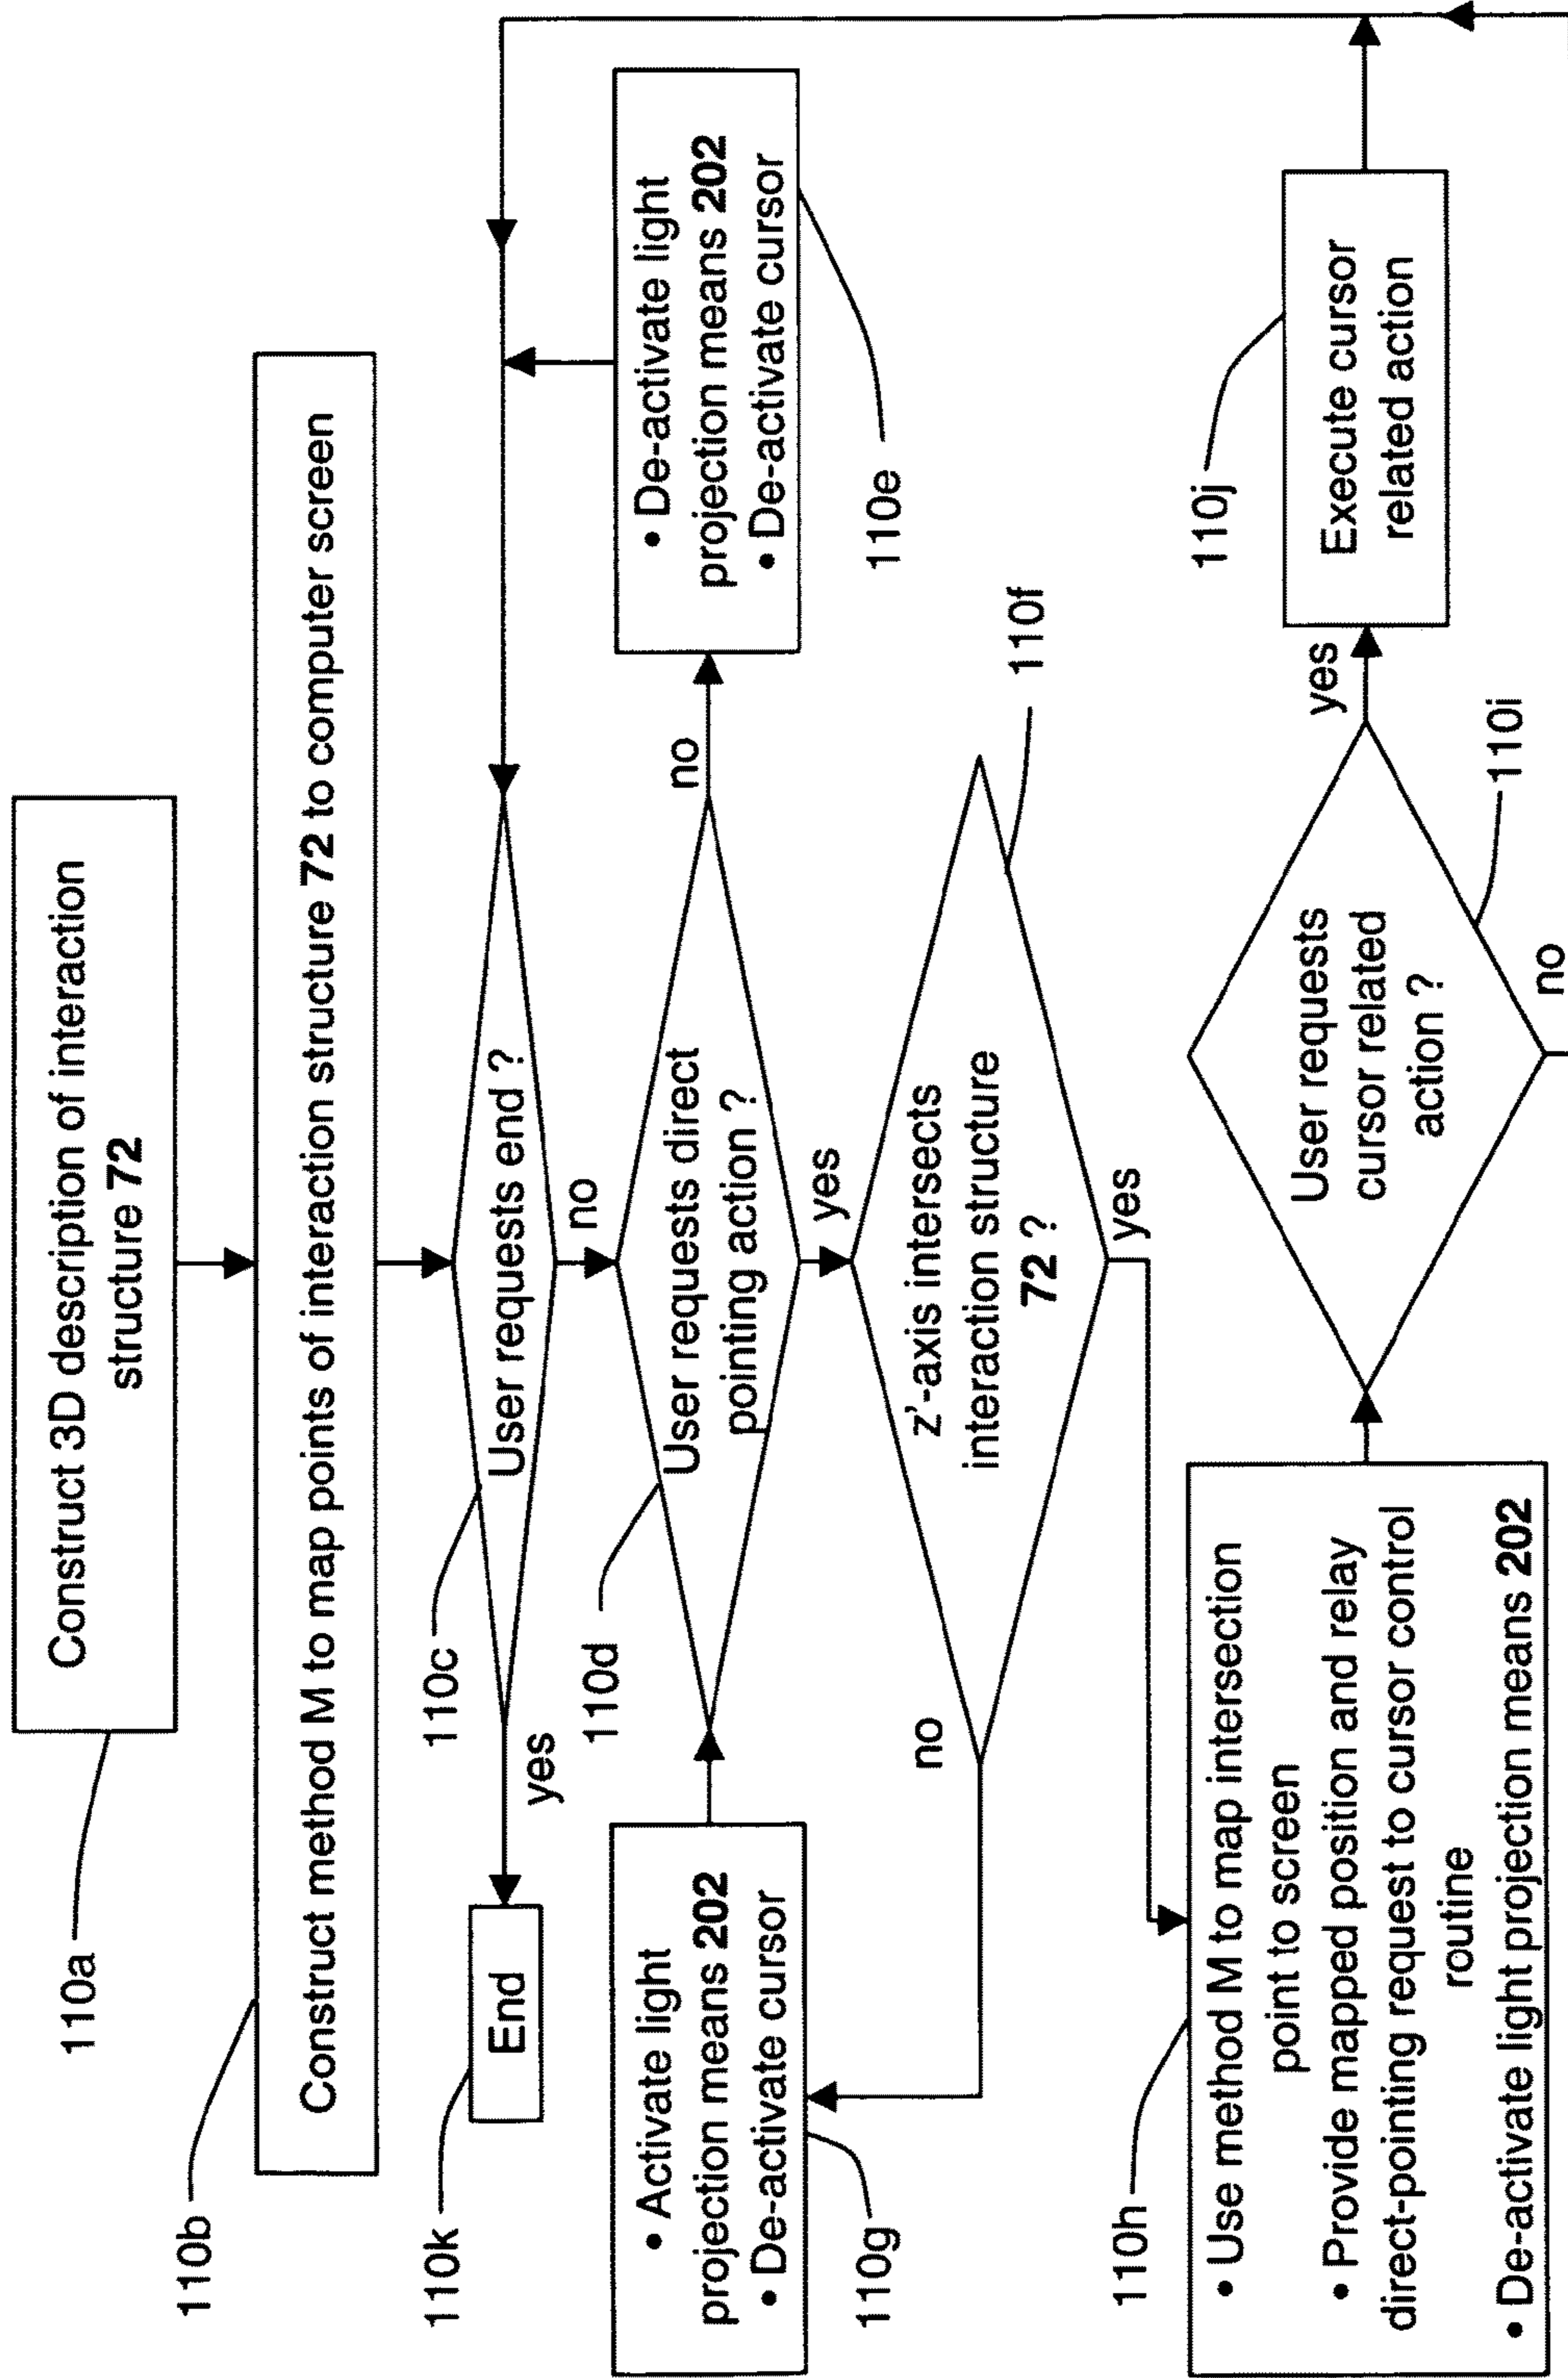 110a
Construct 3D description of interaction
structure 72
110b
Construct method M to map points of interaction structure 72 to computer screen
110c
User requests end ?
yes
no
110k
End
110d
User requests direct
pointing action ?
no
yes
• De-activate light
projection means 202
• De-activate cursor
110e
• Activate light
projection means 202
• De-activate cursor
110g
z'-axis intersects
interaction structure
72 ?
110f
no
yes
110h
• Use method M to map intersection
point to screen
• Provide mapped position and relay
direct-pointing request to cursor control
routine
• De-activate light projection means 202
User requests
cursor related
action ?
110i
yes
no
110j
Execute cursor
related action